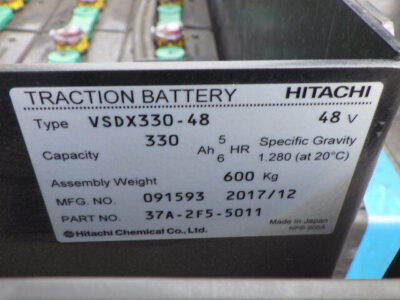 TRACTION BATTERY HITACHI
Type VSDX330-48 48 V
Capacity 330 Ah 5 6 HR Specific Gravity 1.280 (at 20°C)
Assembly Weight 600 Kg
MFG. NO. 091593 2017/12
PART NO. 37A-2F5-5011 Made in Japan
Hitachi Chemical Co., Ltd.